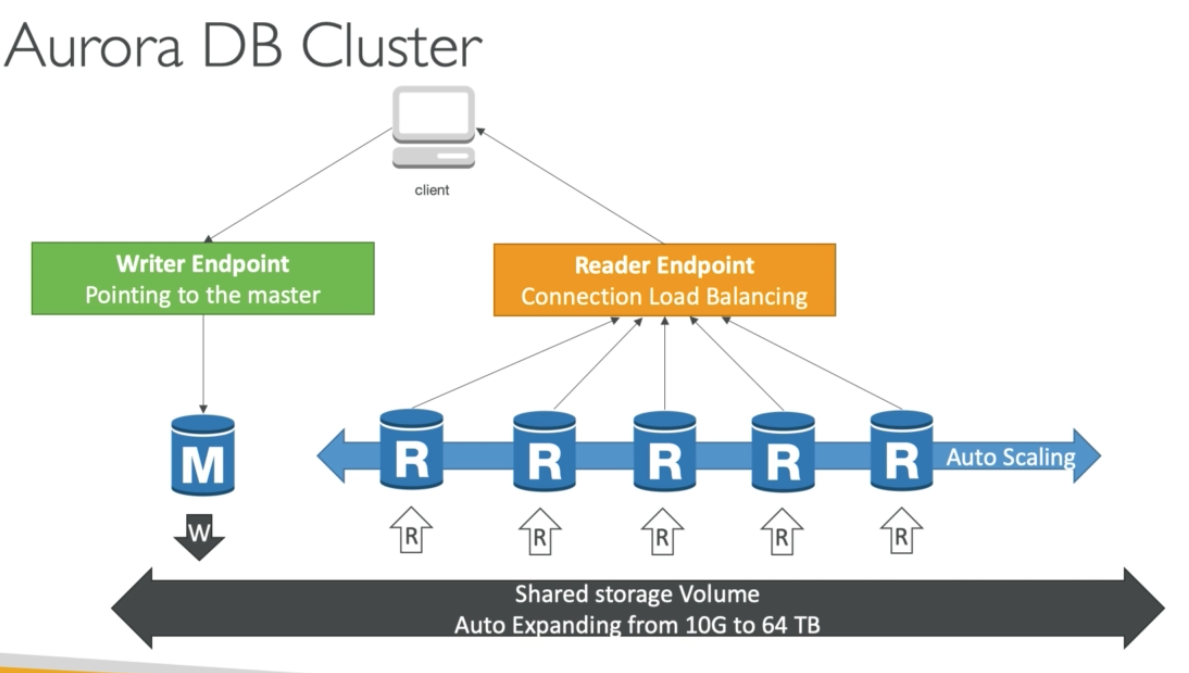 Aurora DB Cluster
client
Writer Endpoint
Pointing to the master
Reader Endpoint
Connection Load Balancing
M
R
R
R
R
R
Auto Scaling
W
R
R
R
R
R
Shared storage Volume
Auto Expanding from 10G to 64 TB